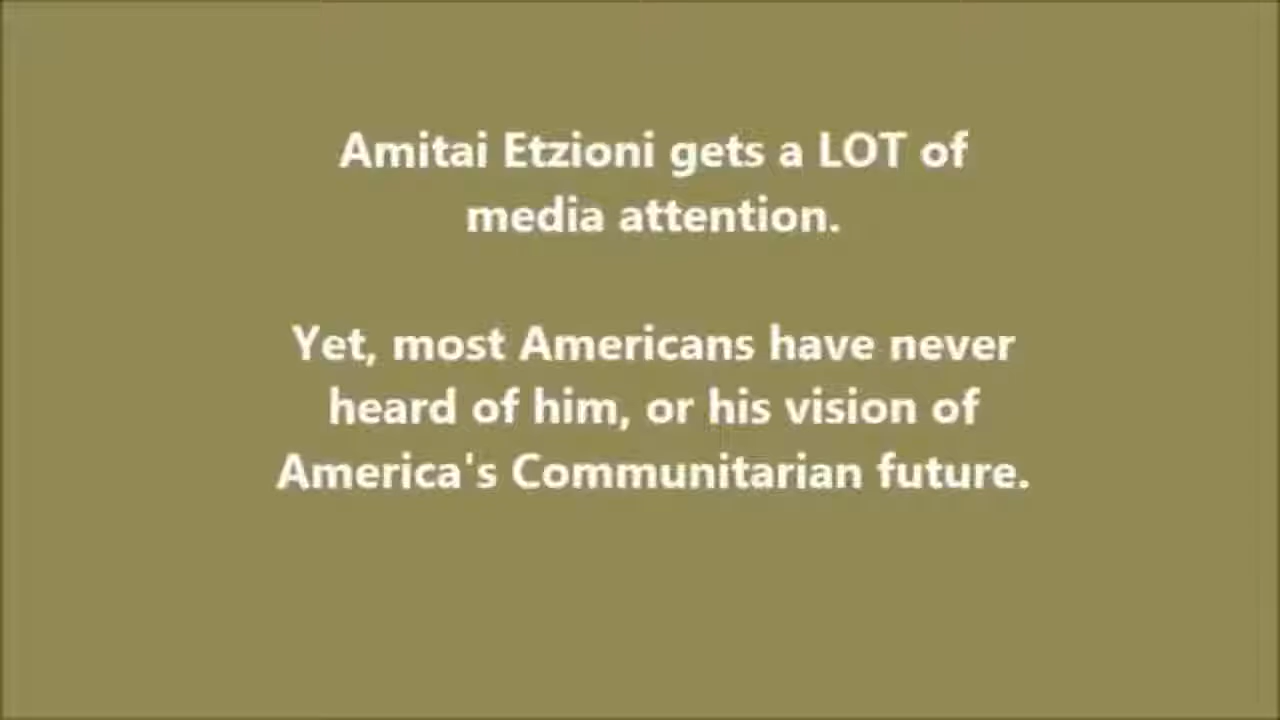 Amitai Etzioni gets a LOT of
media attention.
Yet, most Americans have never
heard of him, or his vision of
America's Communitarian future.